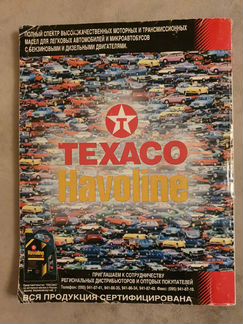 ПОЛНЫЙ СПЕКТР ВЫСОКОКАЧЕСТВЕННЫХ МОТОРНЫХ И ТРАНСМИССИОННЫХ
МАСЕЛ ДЛЯ ЛЕГКОВЫХ АВТОМОБИЛЕЙ И МИКРОАВТОБУСОВ
С БЕНЗИНОВЫМИ И ДИЗЕЛЬНЫМИ ДВИГАТЕЛЯМИ.
T
TEXACO
Havoline
Havoline
ПРИГЛАШАЕМ К СОТРУДНИЧЕСТВУ
РЕГИОНАЛЬНЫХ ДИСТРИБЬЮТОРОВ И ОПТОВЫХ ПОКУПАТЕЛЕЙ
ВСЯ ПРОДУКЦИЯ СЕРТИФИЦИРОВАНА